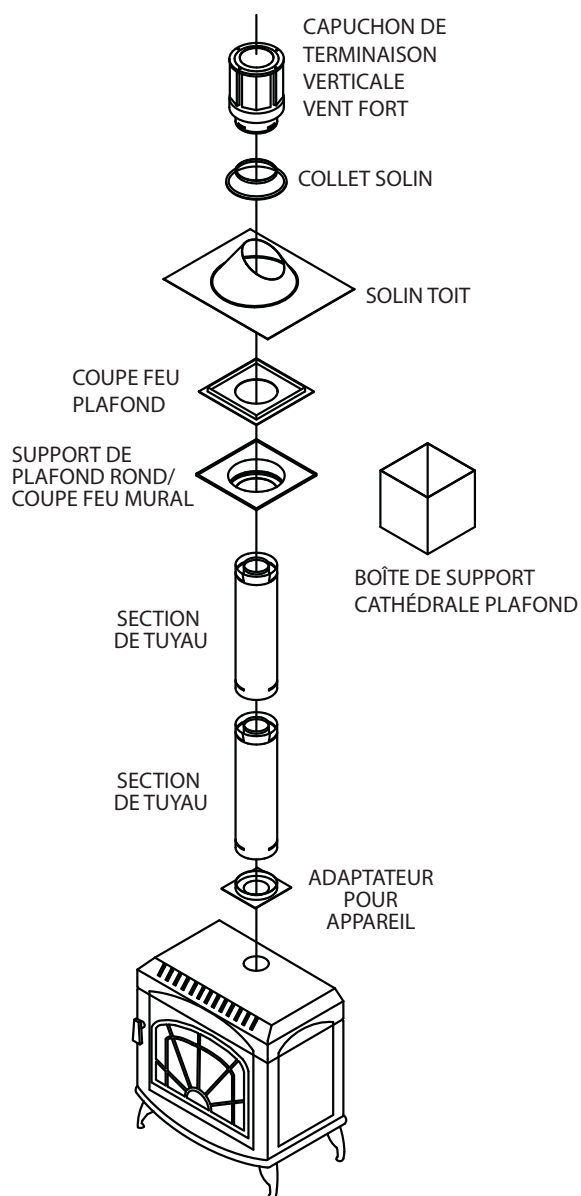 CAPUCHON DE
TERMINAISON
VERTICALE
VENT FORT
COLLET SOLIN
SOLIN TOIT
COUPE FEU
PLAFOND
SUPPORT DE
PLAFOND ROND/
COUPE FEU MURAL
BOÎTE DE SUPPORT
CATHÉDRALE PLAFOND
SECTION
DE TUYAU
SECTION
DE TUYAU
ADAPTATEUR
POUR
APPAREIL